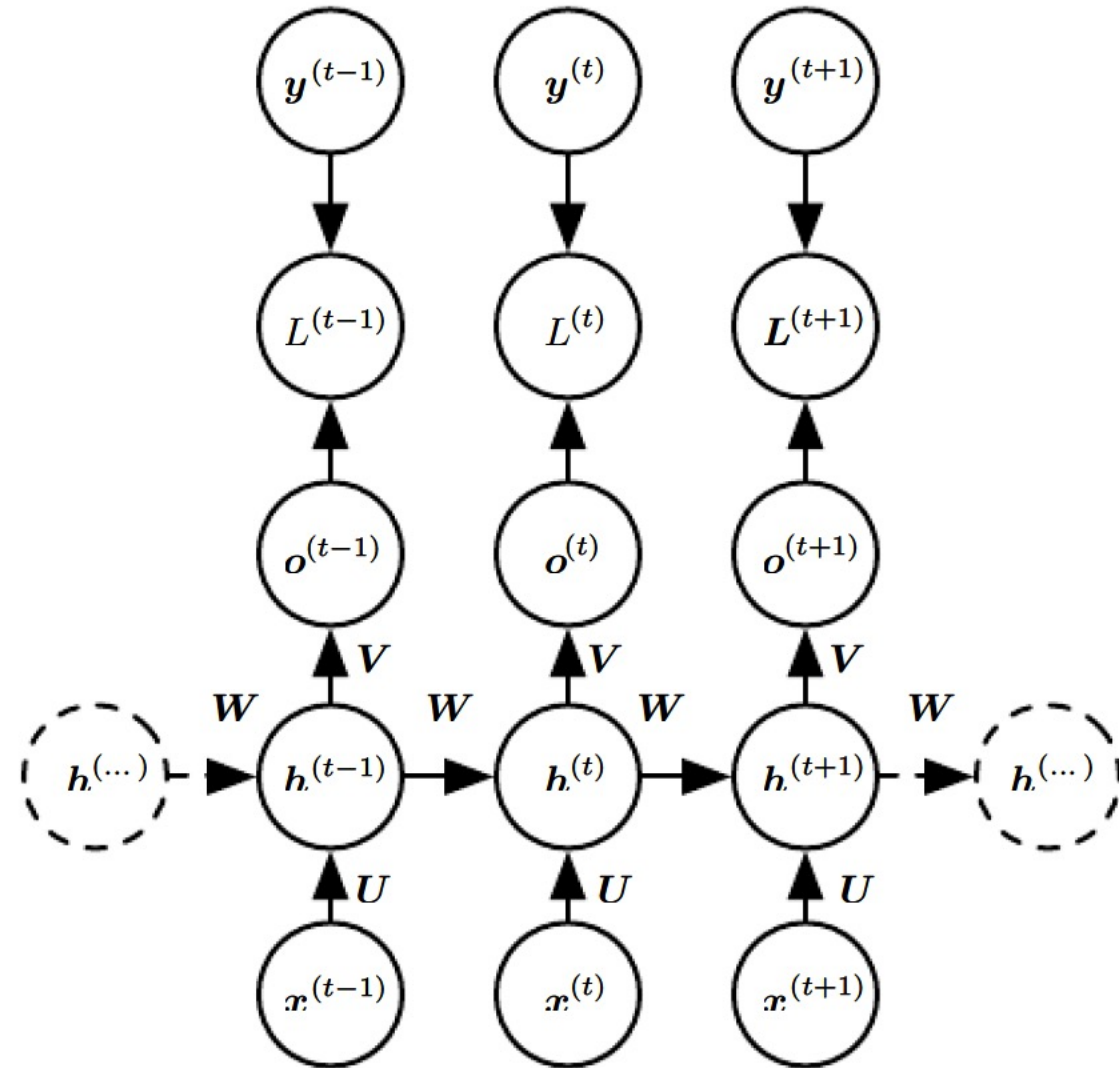 y^(t−1) y^(t) y^(t+1)
L^(t−1) L^(t) L^(t+1)
o^(t−1) o^(t) o^(t+1)
V V V
W W W W
h^(...) h^(t−1) h^(t) h^(t+1) h^(...)
U U U
x^(t−1) x^(t) x^(t+1)